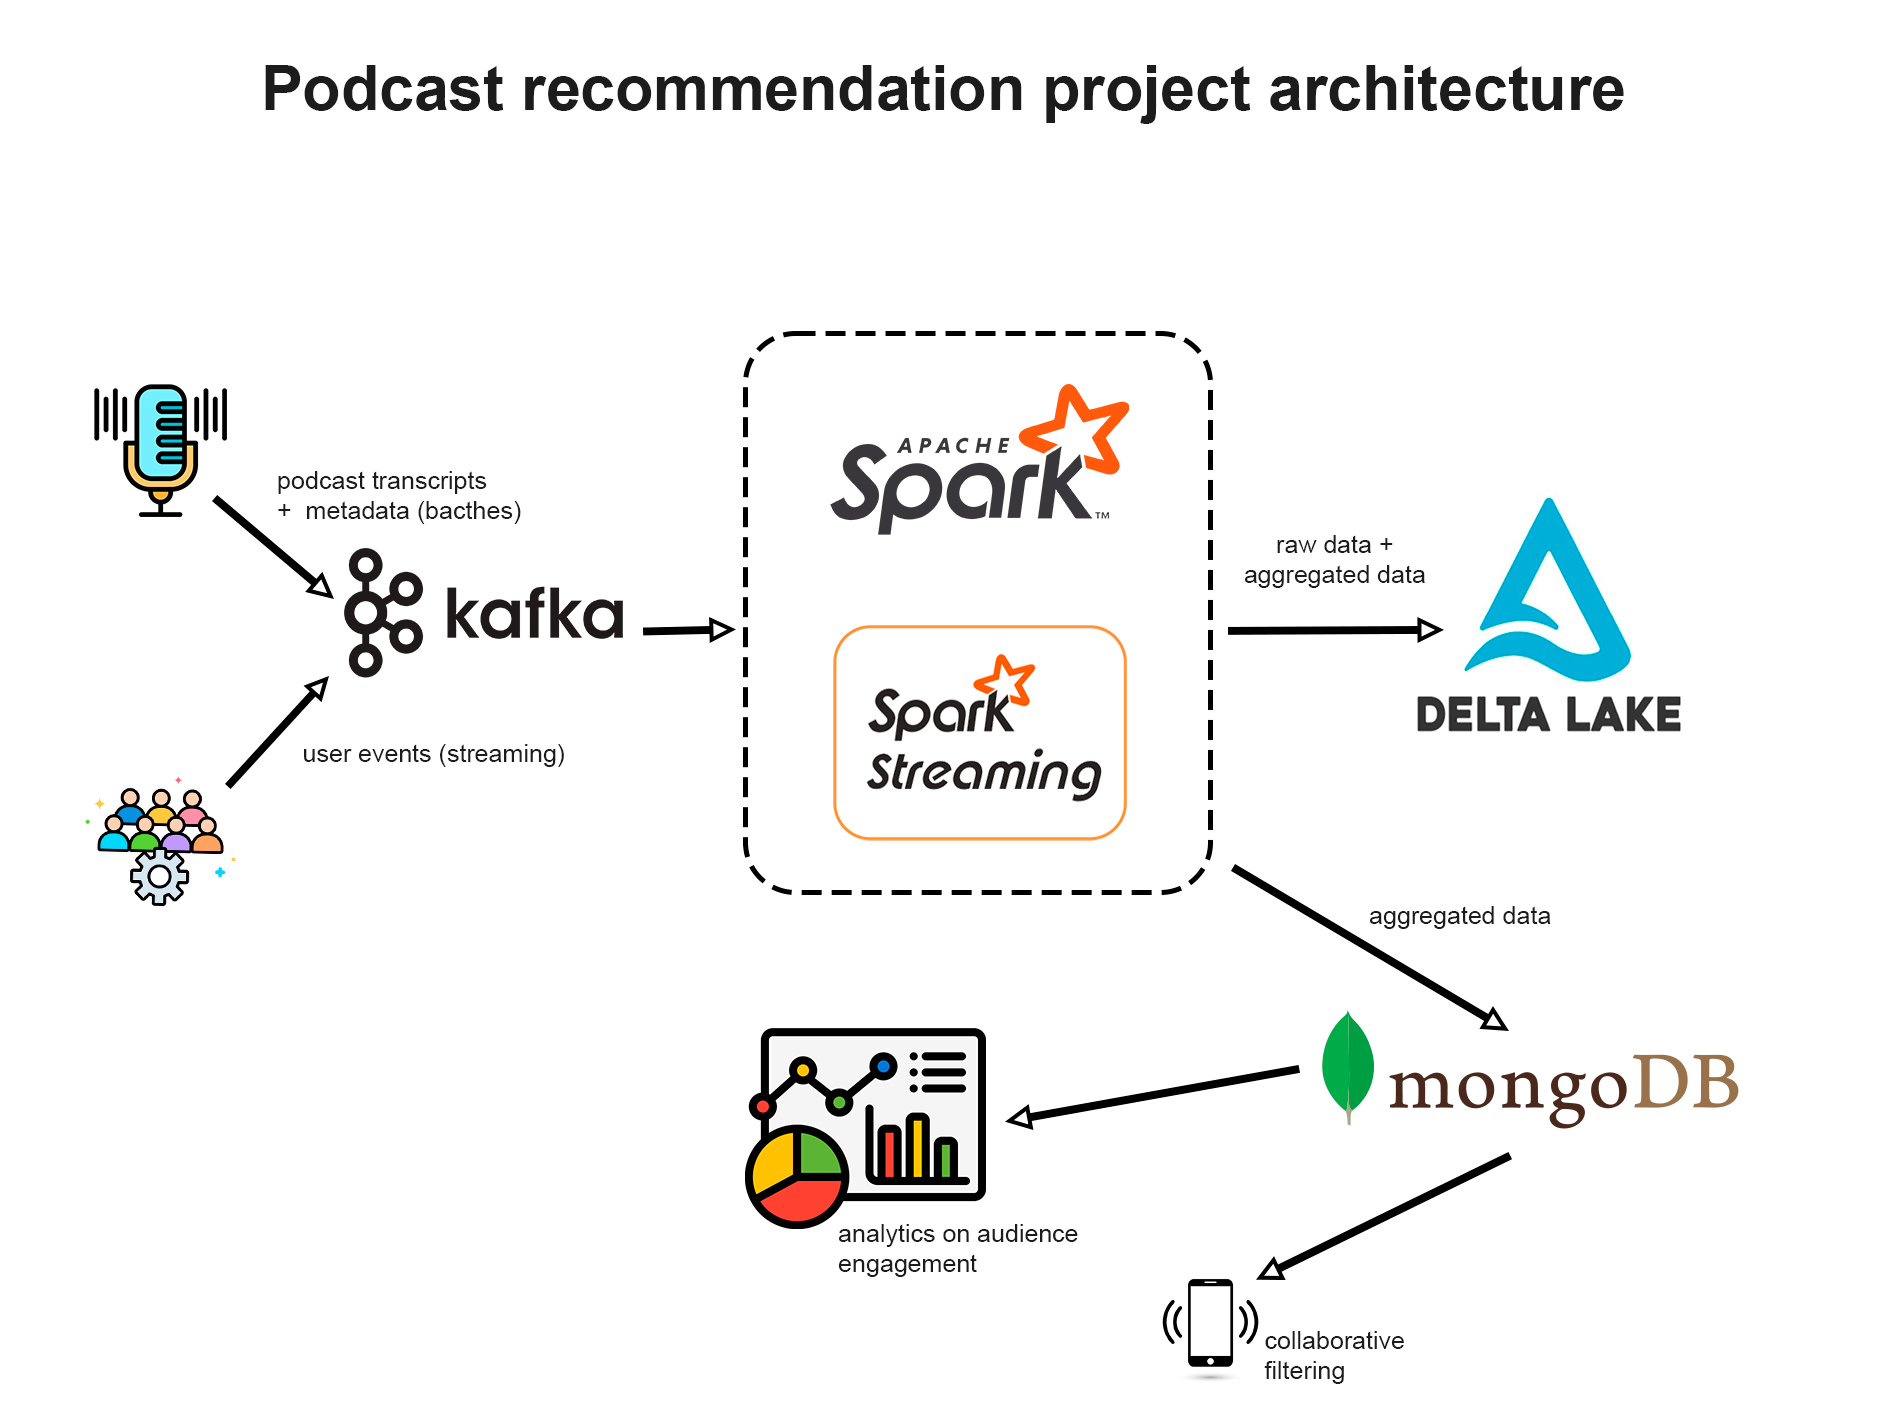 Podcast recommendation project architecture
podcast transcripts
+ metadata (bacthes)
kafka
user events (streaming)
APACHE
Spark™
Spark
Streaming
raw data +
aggregated data
DELTA LAKE
aggregated data
mongoDB
analytics on audience
engagement
collaborative
filtering